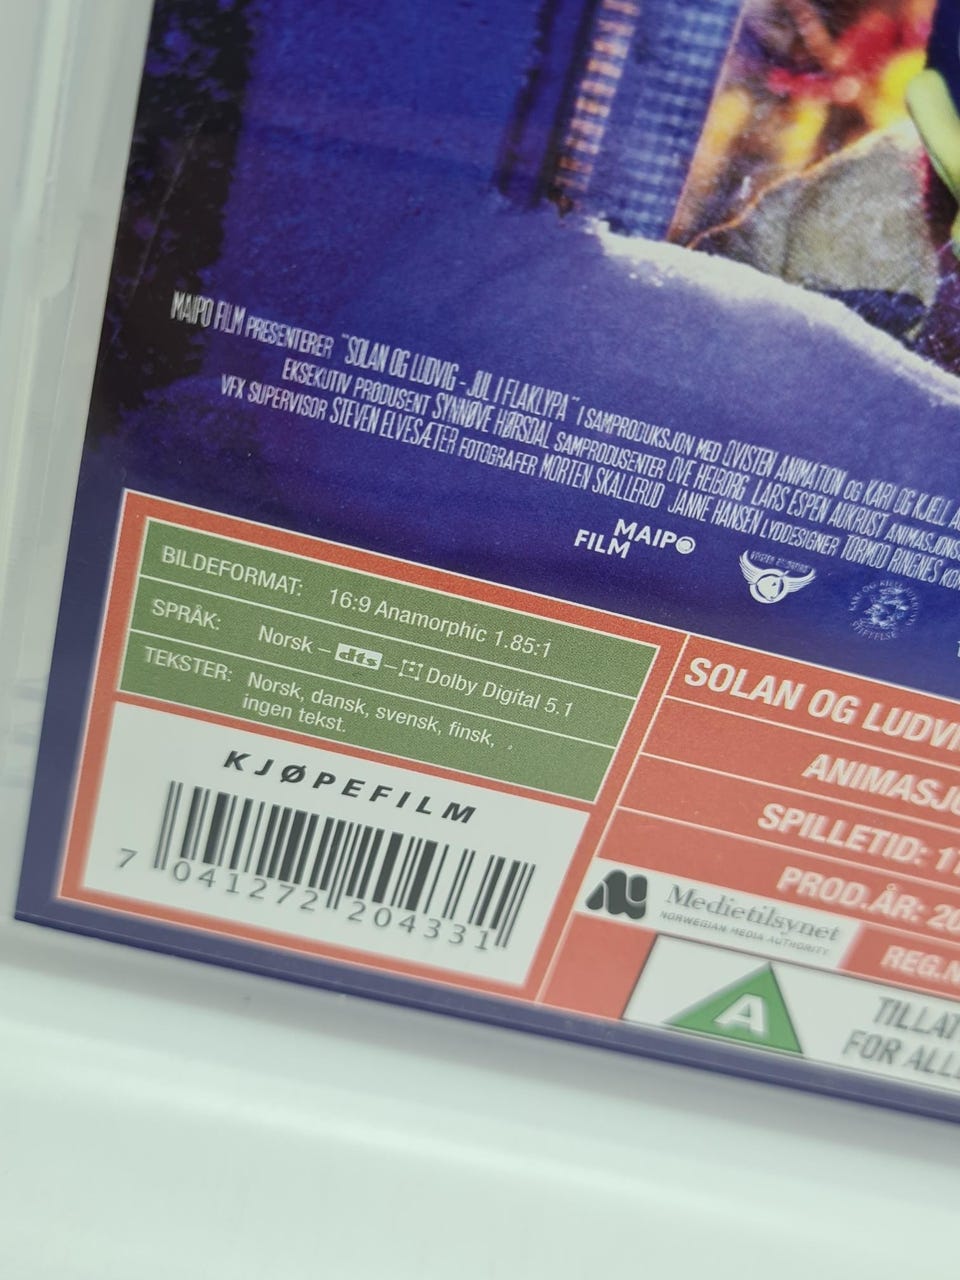 MAIPO FILM PRESENTERER "SOLAN OG LUDVIG - JUL I FLAKLYPA" I SAMPRODUKSJON MED QVISTEN ANIMATION OG KARI OG KJELL
EKSEKUTIV PRODUSENT SYNNØVE HØRSDAL SAMPRODUSENTER OVE HEIBORG LARS ESPEN AUKRUST
VFX SUPERVISOR STEVEN ELVESÆTER FOTOGRAFER MORTEN SKALLERUD JANNE HANSEN LYDDESIGNER TORMOD RINGNES
MAIPO
FILM
BILDEFORMAT: 16:9 Anamorphic 1.85:1
SPRÅK: Norsk – dts – Dolby Digital 5.1
TEKSTER: Norsk, dansk, svensk, finsk,
ingen tekst.
KJØPEFILM
7 041272 204331
SOLAN OG LUDVI
ANIMASJ
SPILLETID: 1
PROD.ÅR: 20
Medietilsynet
NORWEGIAN MEDIA AUTHORITY
REG.N
A
TILLAT
FOR ALL